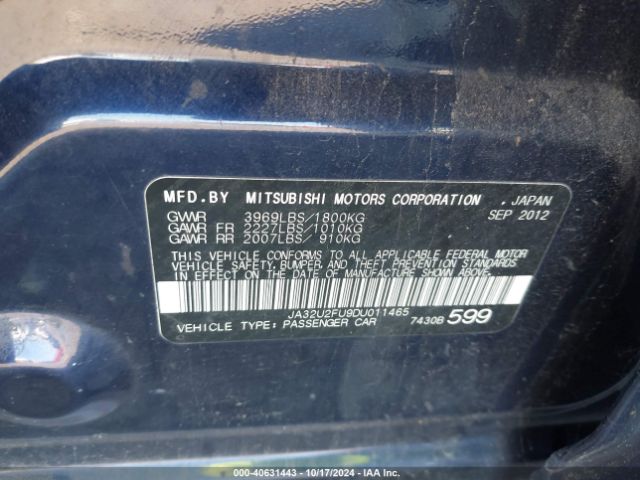 MFD.BY MITSUBISHI MOTORS CORPORATION , JAPAN
GVWR 3969LBS/1800KG SEP 2012
GAWR FR 2227LBS/1010KG
GAWR RR 2007LBS/ 910KG
THIS VEHICLE CONFORMS TO ALL APPLICABLE FEDERAL MOTOR
VEHICLE SAFETY, BUMPER, AND THEFT PREVENTION STANDARDS
IN EFFECT ON THE DATE OF MANUFACTURE SHOWN ABOVE.
JA32U2FU9DU011465
VEHICLE TYPE: PASSENGER CAR 7430B 599
000-40631443 - 10/17/2024 - IAA Inc.